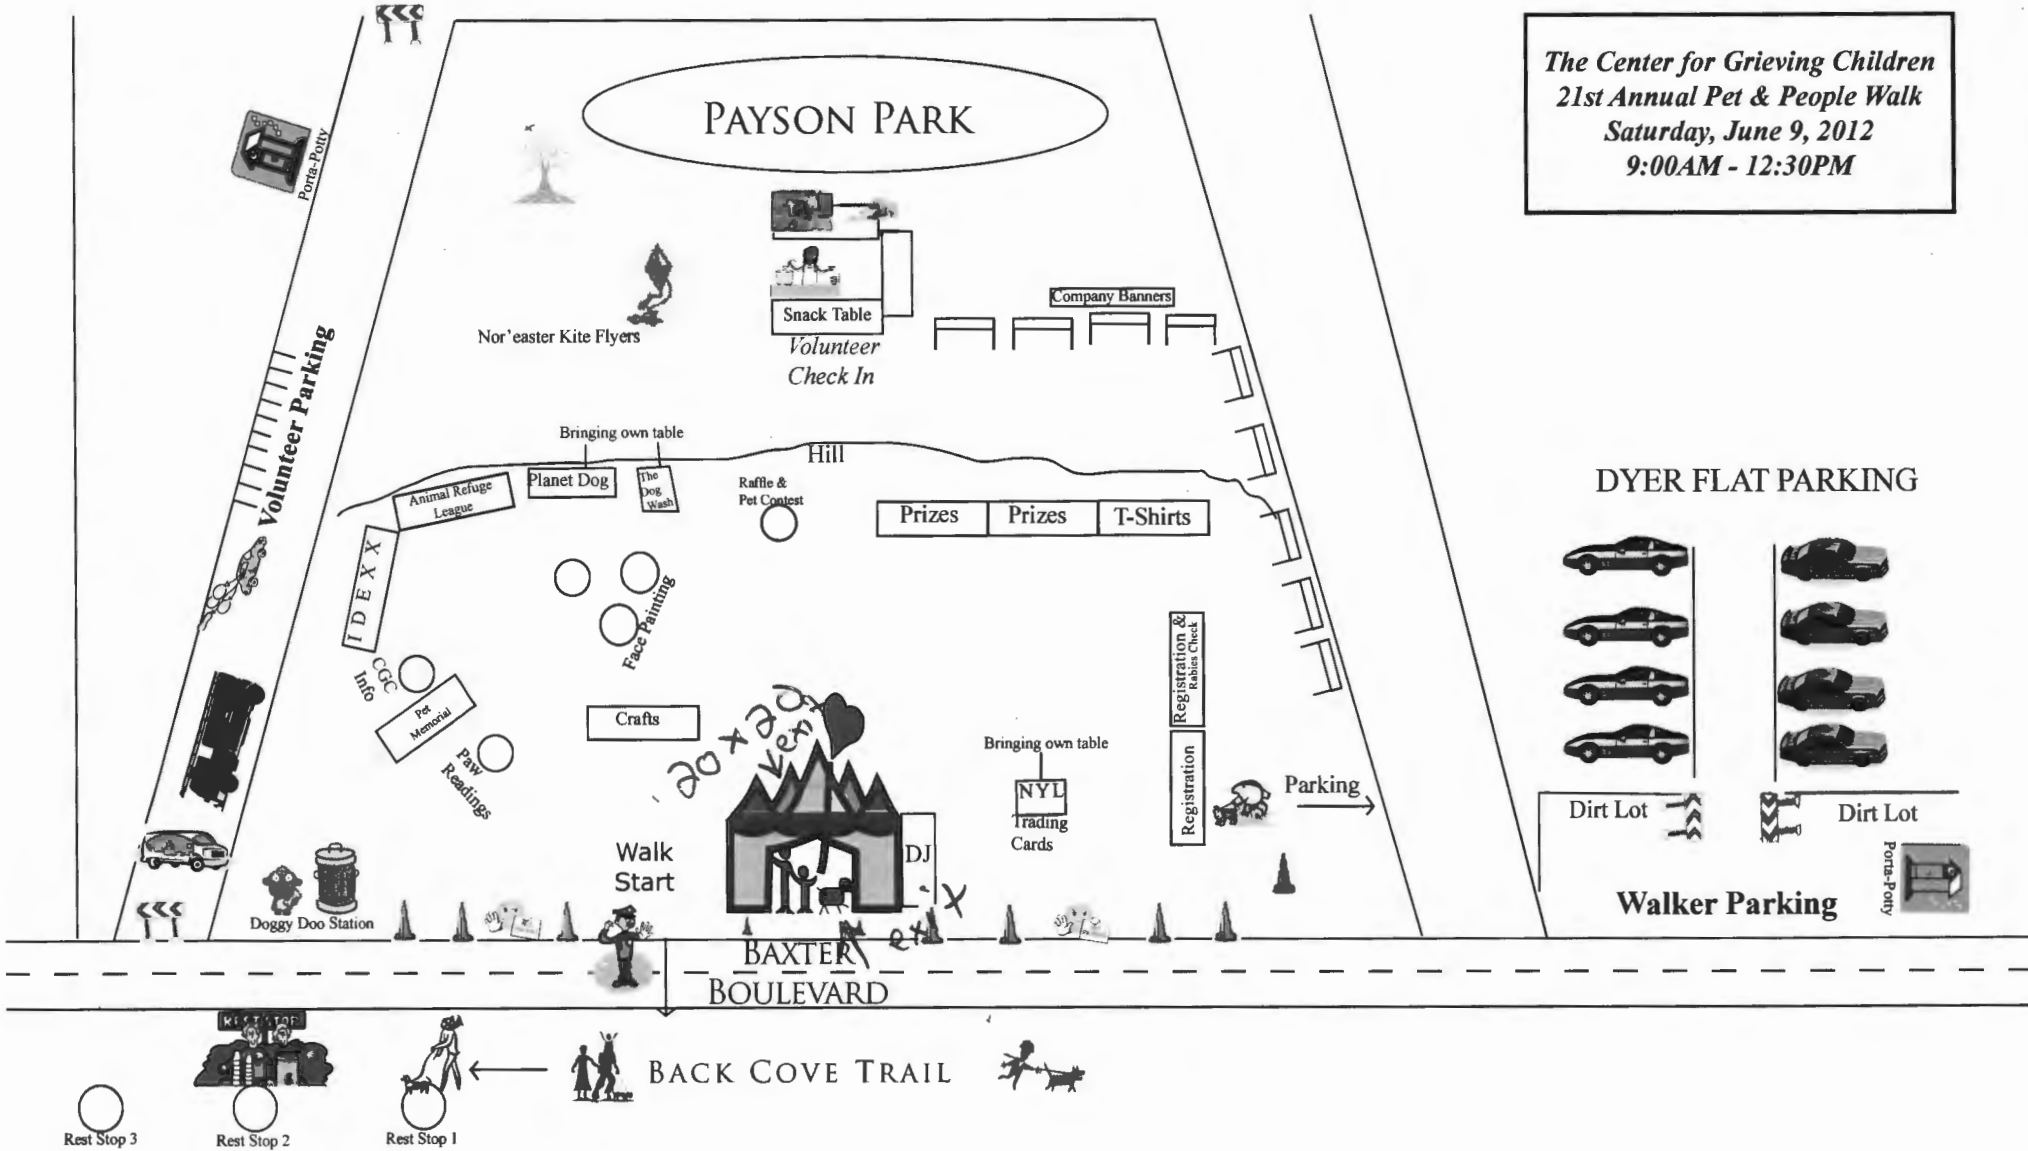 The Center for Grieving Children
21st Annual Pet & People Walk
Saturday, June 9, 2012
9:00AM - 12:30PM
PAYSON PARK
Porta-Potty
Snack Table
Volunteer
Check In
Nor'easter Kite Flyers
Company Banners
Volunteer Parking
Bringing own table
Hill
Animal Refuge
League
Planet Dog
The
Dog
Wash
Raffle &
Pet Contest
Prizes
Prizes
T-Shirts
DYER FLAT PARKING
IDEXX
Face Painting
CGC
Info
Pet
Memorial
Paw
Readings
Crafts
20 x 20
Registration &
Rabies Check
Registration
Bringing own table
NYL
Trading
Cards
Parking
Dirt Lot
Dirt Lot
Porta-Potty
Walker Parking
Walk
Start
DJ
Doggy Doo Station
BAXTER
BOULEVARD
REST STOP
BACK COVE TRAIL
Rest Stop 3
Rest Stop 2
Rest Stop 1